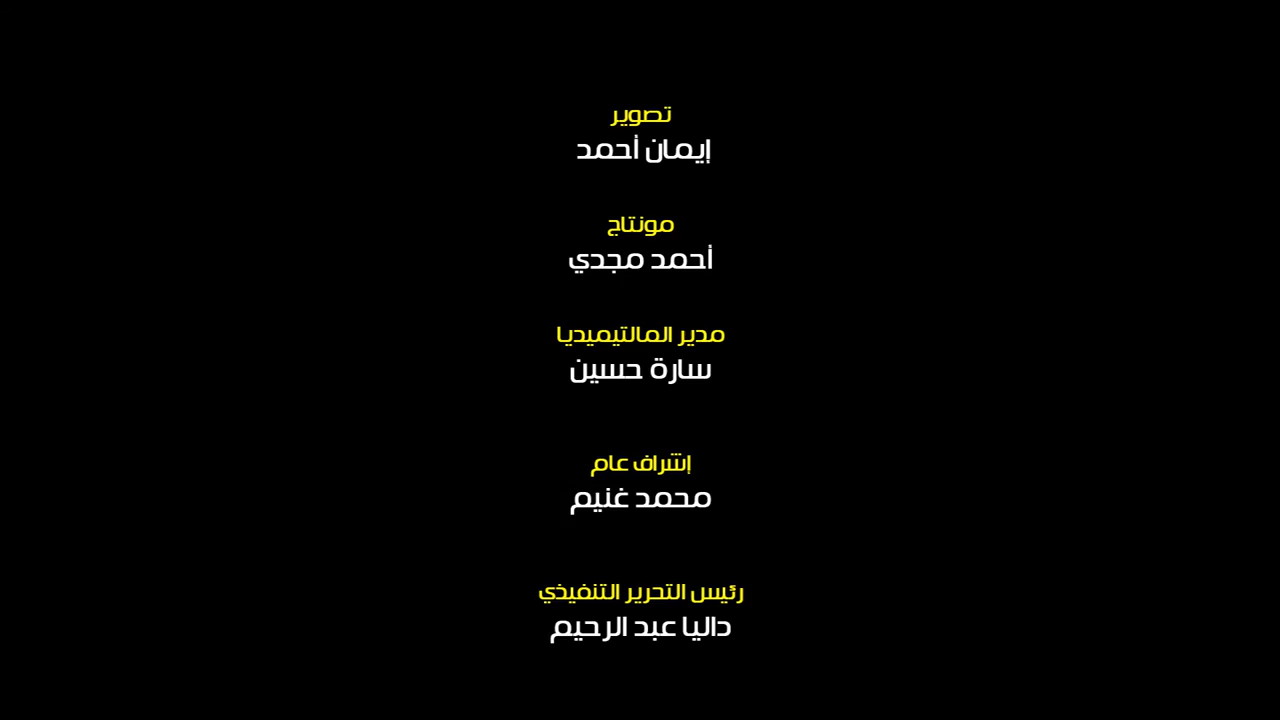 تصوير
إيمان أحمد
مونتاج
أحمد مجدي
مدير المالتيميديا
سارة حسين
إشراف عام
محمد غنيم
رئيس التحرير التنفيذي
داليا عبد الرحيم